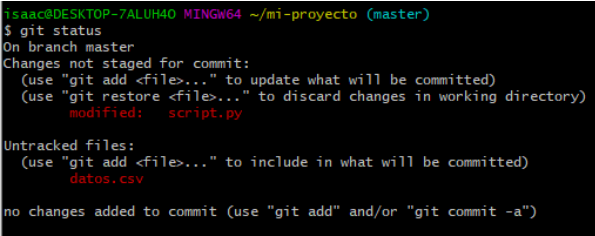 isaac@DESKTOP-7ALUH4O MINGW64 ~/mi-proyecto (master)
$ git status
On branch master
Changes not staged for commit:
  (use "git add <file>..." to update what will be committed)
  (use "git restore <file>..." to discard changes in working directory)
        modified:   script.py

Untracked files:
  (use "git add <file>..." to include in what will be committed)
        datos.csv

no changes added to commit (use "git add" and/or "git commit -a")